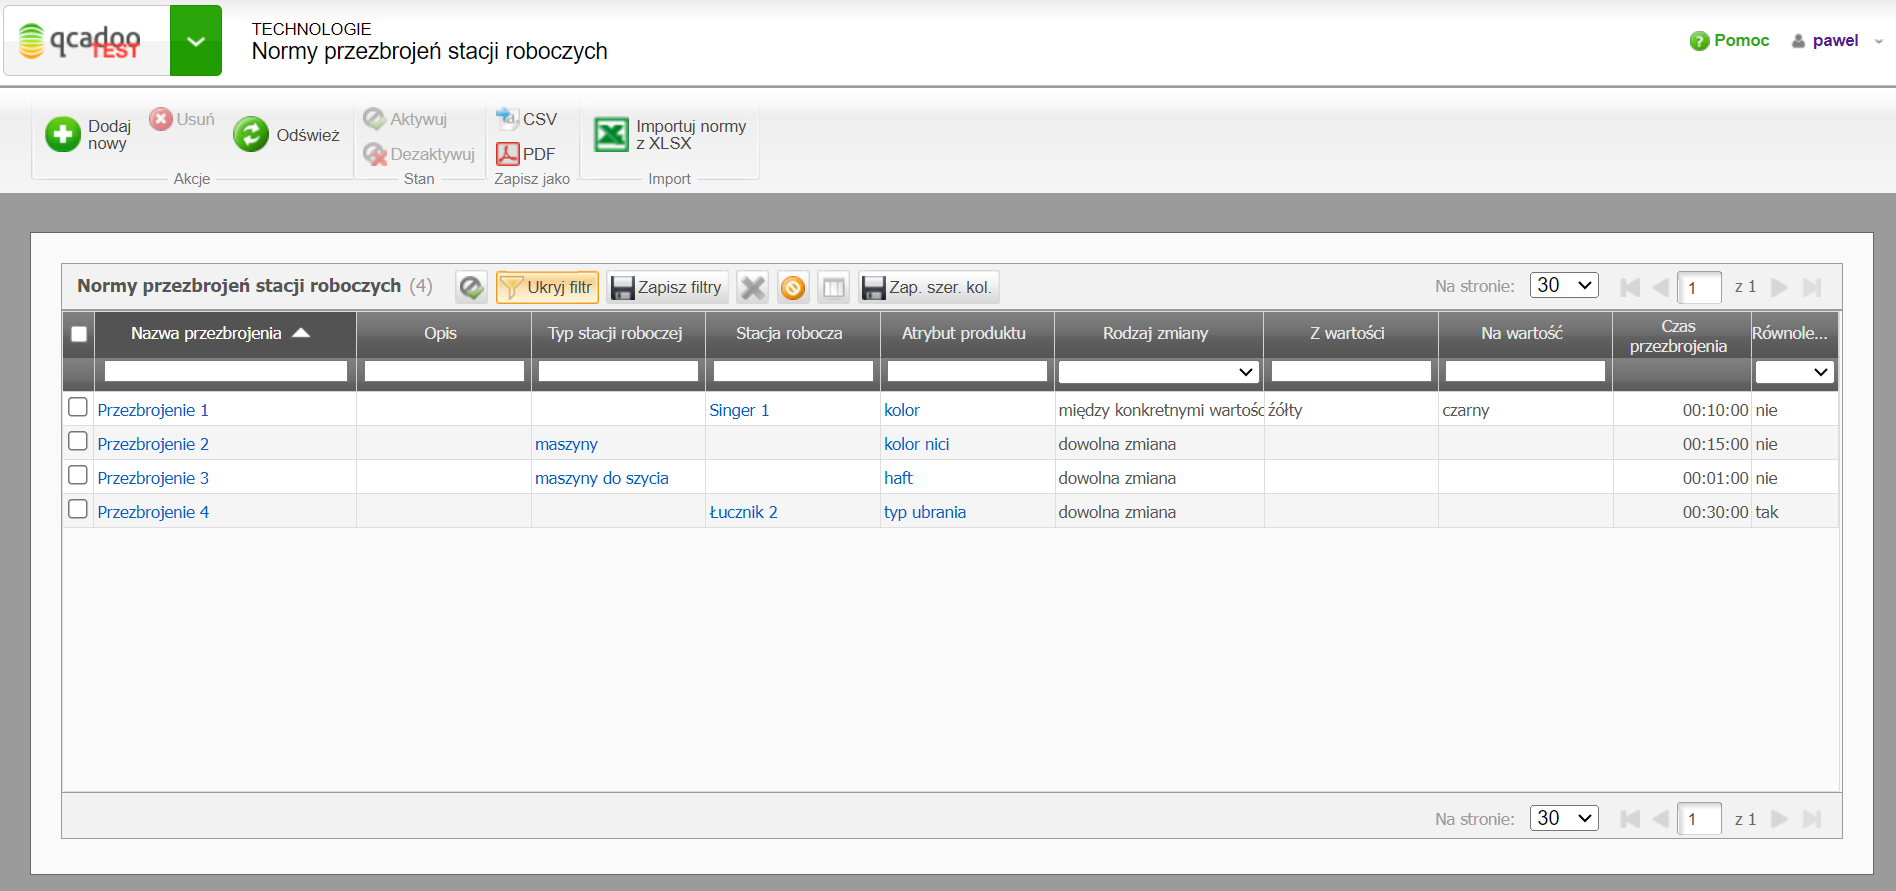 qcadoo
TEST
TECHNOLOGIE
Normy przezbrojeń stacji roboczych
Pomoc
pawel
Dodaj
nowy
Usuń
Odśwież
Akcje
Aktywuj
Dezaktywuj
Stan
CSV
PDF
Zapisz jako
Importuj normy
z XLSX
Import
Normy przezbrojeń stacji roboczych (4) Ukryj filtr Zapisz filtry Zap. szer. kol. Na stronie: 30 1 z 1
Nazwa przezbrojenia Opis Typ stacji roboczej Stacja robocza Atrybut produktu Rodzaj zmiany Z wartości Na wartość Czas przezbrojenia Równole...
Przezbrojenie 1 Singer 1 kolor między konkretnymi wartośc źółty czarny 00:10:00 nie
Przezbrojenie 2 maszyny kolor nici dowolna zmiana 00:15:00 nie
Przezbrojenie 3 maszyny do szycia haft dowolna zmiana 00:01:00 nie
Przezbrojenie 4 Łucznik 2 typ ubrania dowolna zmiana 00:30:00 tak
Na stronie: 30 1 z 1